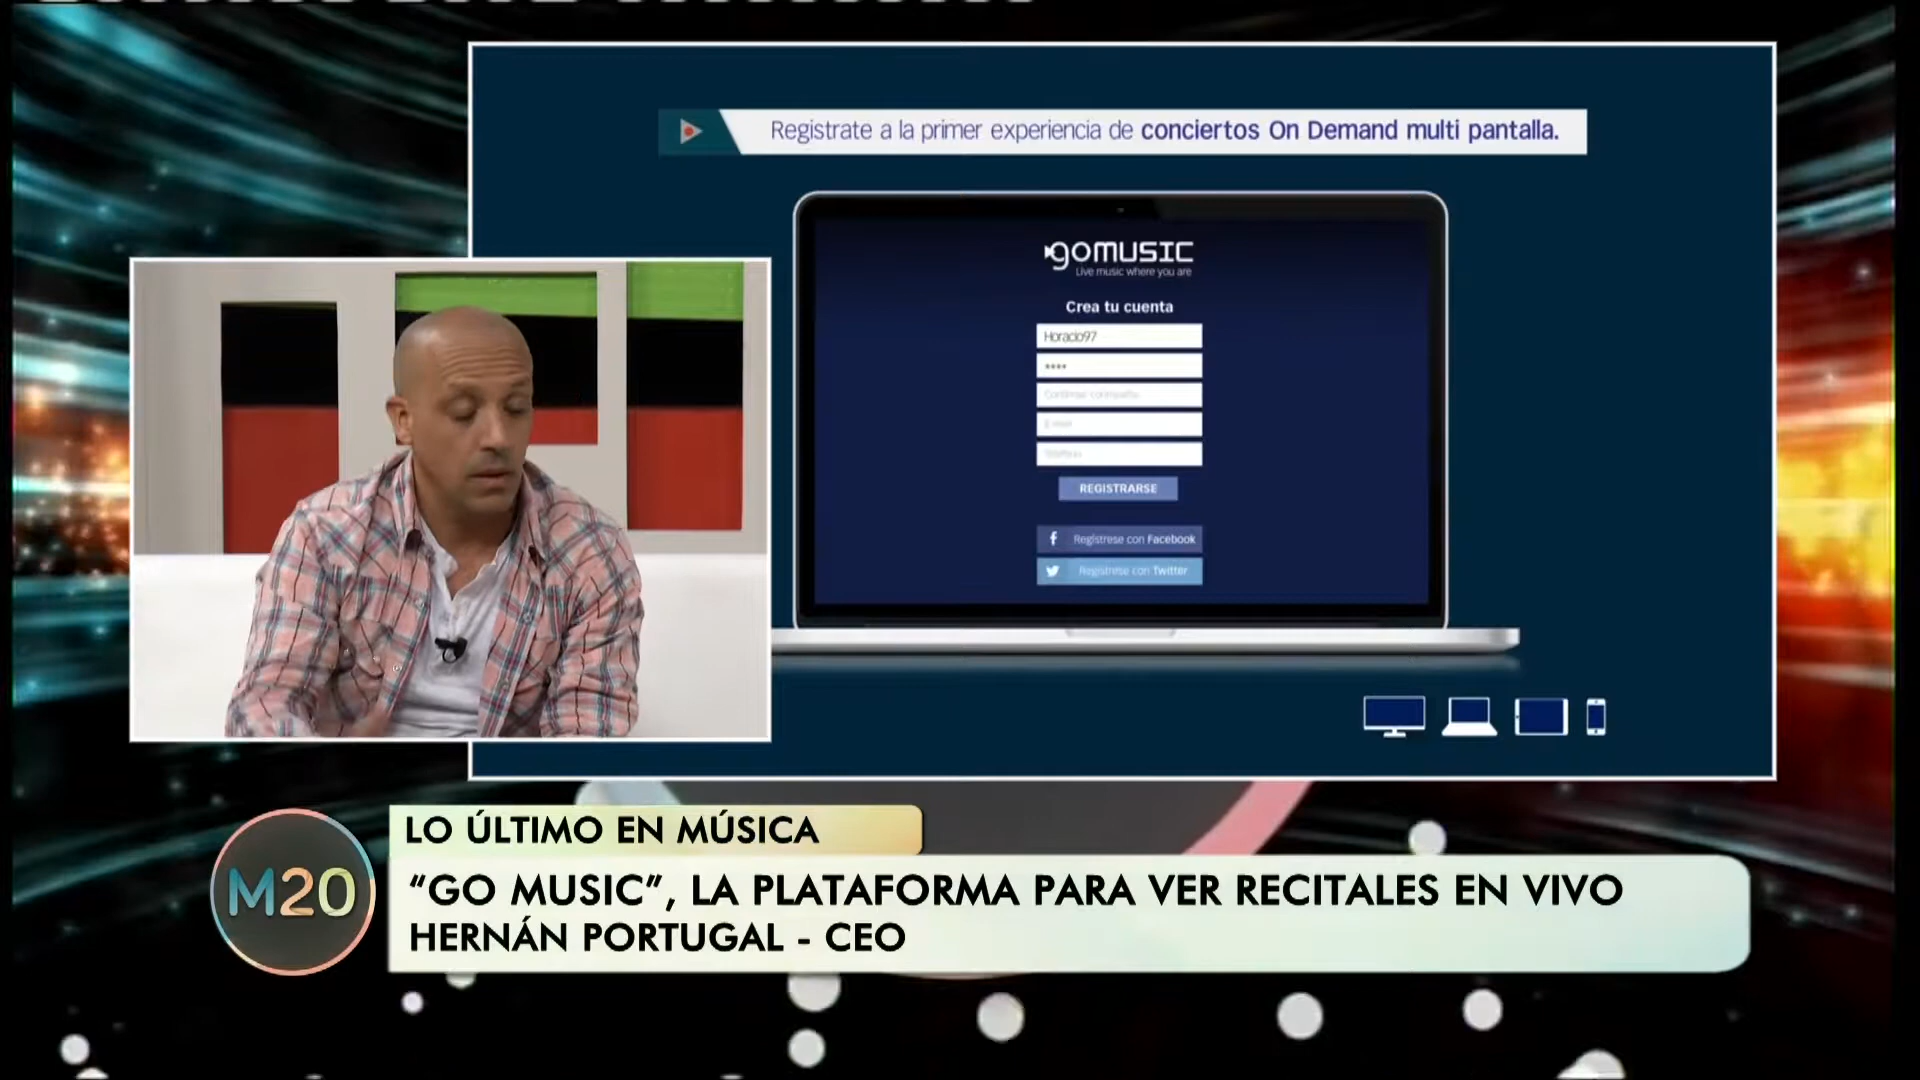 Registrate a la primer experiencia de conciertos On Demand multi pantalla.
gomusic
Live music where you are
Crea tu cuenta
Horacio97
****
REGISTRARSE
Regístrese con Facebook
Regístrese con Twitter
LO ÚLTIMO EN MÚSICA
M20
“GO MUSIC”, LA PLATAFORMA PARA VER RECITALES EN VIVO
HERNÁN PORTUGAL - CEO